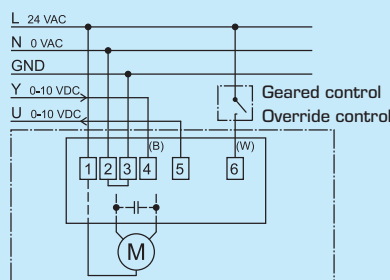 L 24 VAC
N 0 VAC
GND
Y 0-10 VDC
U 0-10 VDC
Geared control
Override control
(B)
(W)
1 2 3 4 5 6
M